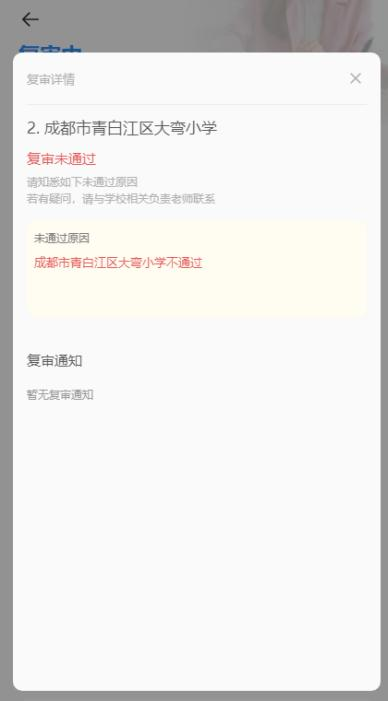 复审中
复审详情
2. 成都市青白江区大弯小学
复审未通过
请知悉如下未通过原因
若有疑问，请与学校相关负责老师联系
未通过原因
成都市青白江区大弯小学不通过
复审通知
暂无复审通知